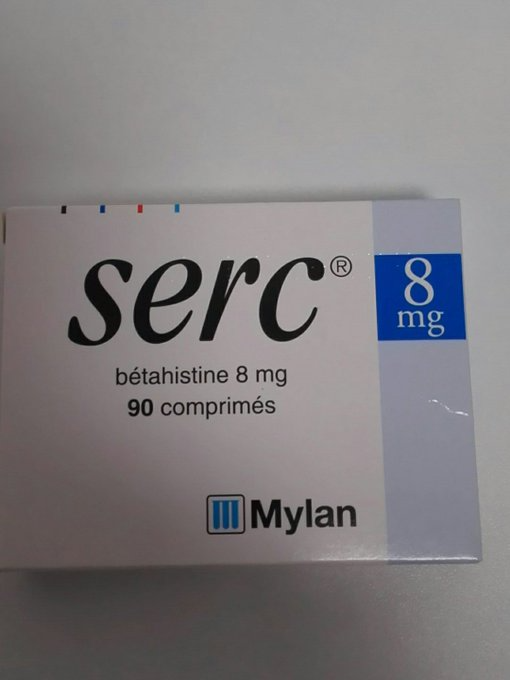 serc®
8
mg
bétahistine 8 mg
90 comprimés
Mylan